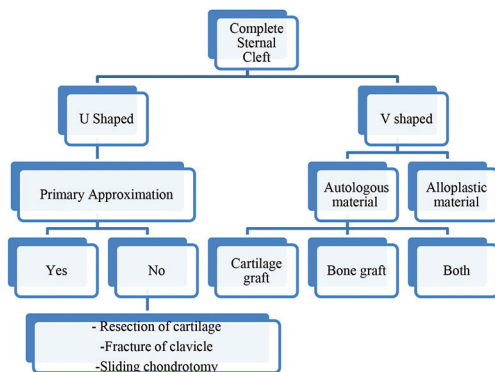 Complete
Sternal
Cleft
U Shaped
V shaped
Primary Approximation
Autologous
material
Alloplastic
material
Yes
No
Cartilage
graft
Bone graft
Both
- Resection of cartilage
-Fracture of clavicle
-Sliding chondrotomy